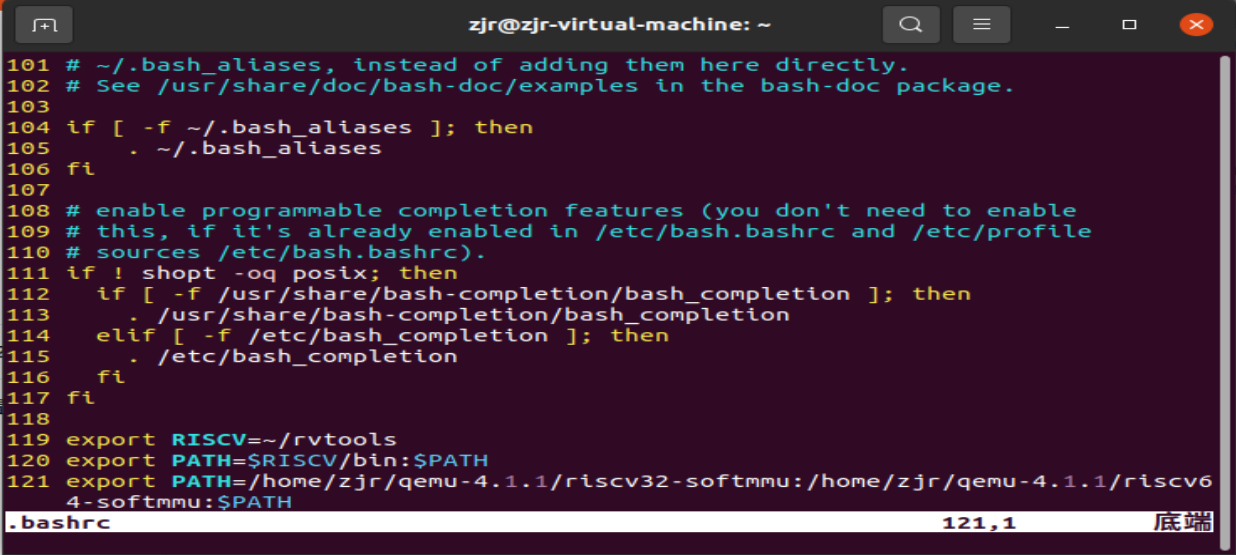 zjr@zjr-virtual-machine: ~
101 # ~/.bash_aliases, instead of adding them here directly.
102 # See /usr/share/doc/bash-doc/examples in the bash-doc package.
103
104 if [ -f ~/.bash_aliases ]; then
105     . ~/.bash_aliases
106 fi
107
108 # enable programmable completion features (you don't need to enable
109 # this, if it's already enabled in /etc/bash.bashrc and /etc/profile
110 # sources /etc/bash.bashrc).
111 if ! shopt -oq posix; then
112   if [ -f /usr/share/bash-completion/bash_completion ]; then
113     . /usr/share/bash-completion/bash_completion
114   elif [ -f /etc/bash_completion ]; then
115     . /etc/bash_completion
116   fi
117 fi
118
119 export RISCV=~/rvtools
120 export PATH=$RISCV/bin:$PATH
121 export PATH=/home/zjr/qemu-4.1.1/riscv32-softmmu:/home/zjr/qemu-4.1.1/riscv6
    4-softmmu:$PATH
.bashrc 121,1 底端